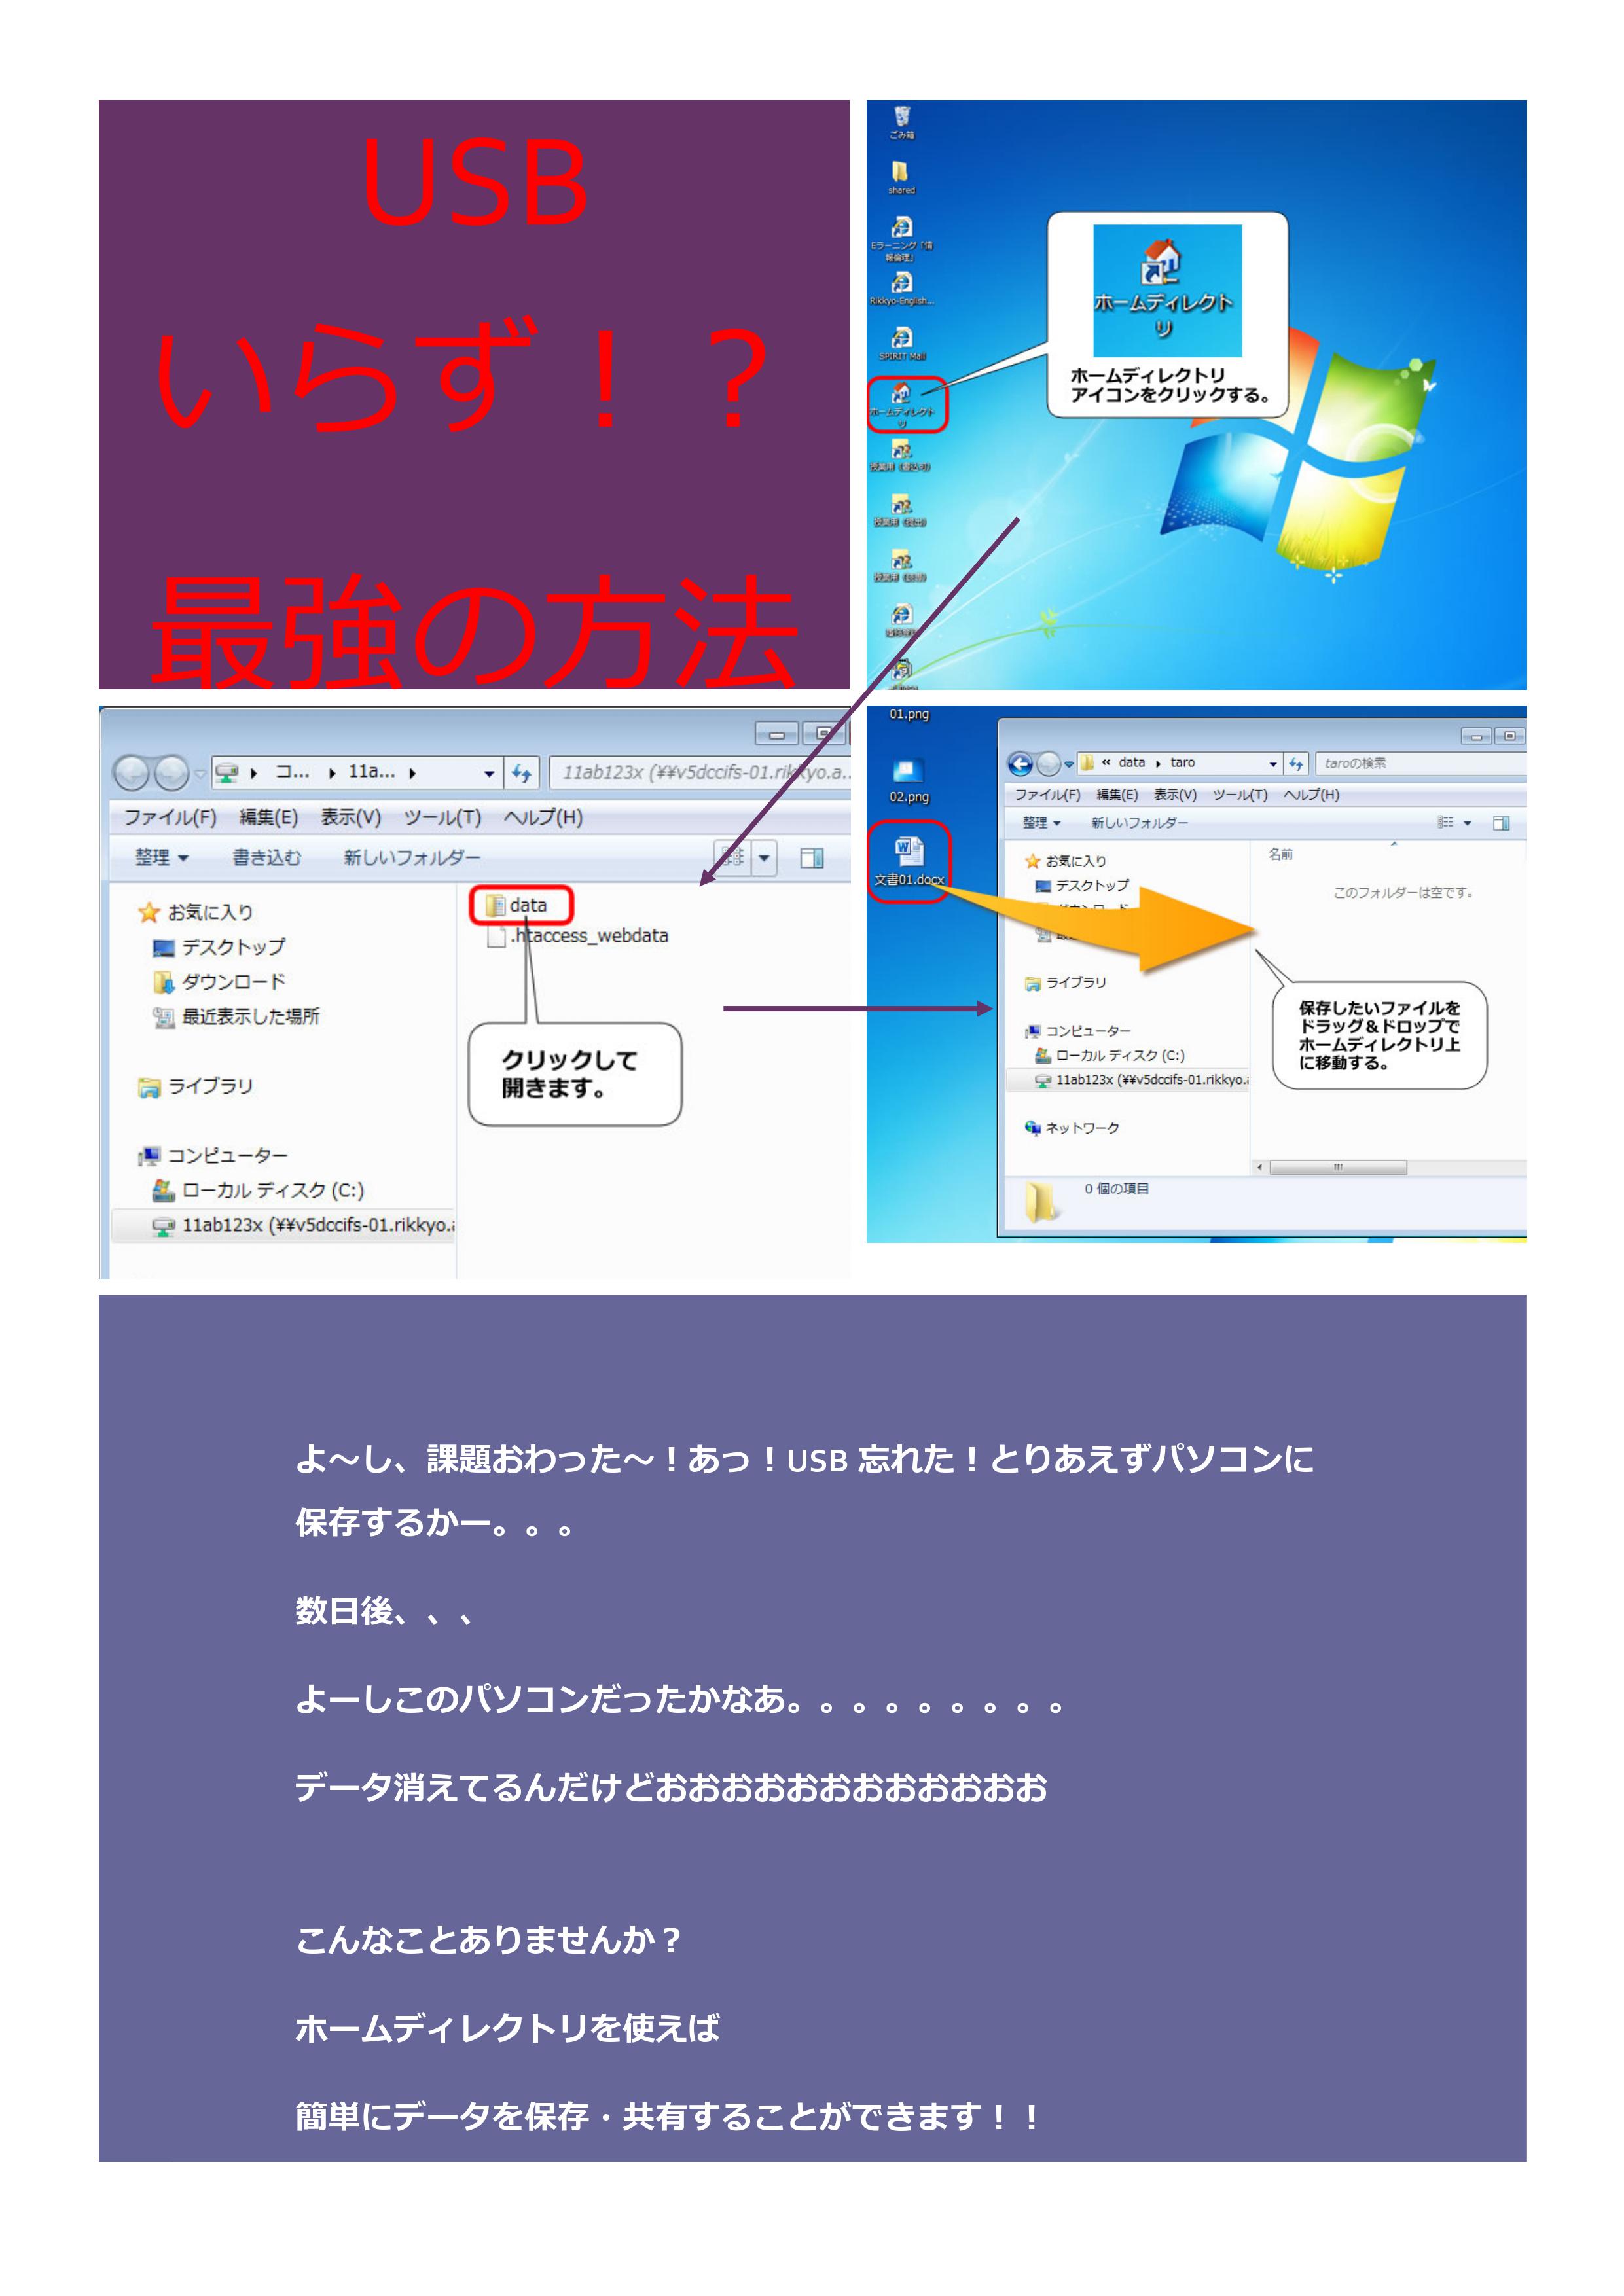 USB
いらず！？
最強の方法
ごみ箱
shared
Eラーニング「情
報倫理」
Rikkyo-English...
SPIRIT Mail
ホームディレクト
リ
ホームディレクト
リ
ホームディレクトリ
アイコンをクリックする。
コ... 11a... 11ab123x (¥¥v5dccifs-01.rikkyo.a...
ファイル(F) 編集(E) 表示(V) ツール(T) ヘルプ(H)
整理 書き込む 新しいフォルダー
お気に入り
デスクトップ
ダウンロード
最近表示した場所
ライブラリ
コンピューター
ローカル ディスク (C:)
11ab123x (¥¥v5dccifs-01.rikkyo.a
data
.htaccess_webdata
クリックして
開きます。
01.png
02.png
文書01.docx
« data taro taroの検索
ファイル(F) 編集(E) 表示(V) ツール(T) ヘルプ(H)
整理 新しいフォルダー
お気に入り
デスクトップ
ライブラリ
コンピューター
ローカル ディスク (C:)
11ab123x (¥¥v5dccifs-01.rikkyo.a
ネットワーク
名前
このフォルダーは空です。
保存したいファイルを
ドラッグ＆ドロップで
ホームディレクトリ上
に移動する。
0 個の項目
よ～し、課題おわった～！あっ！USB 忘れた！とりあえずパソコンに
保存するかー。。。
数日後、、、
よーしこのパソコンだったかなあ。。。。。。。。。
データ消えてるんだけどおおおおおおおおおおおお
こんなことありませんか？
ホームディレクトリを使えば
簡単にデータを保存・共有することができます！！